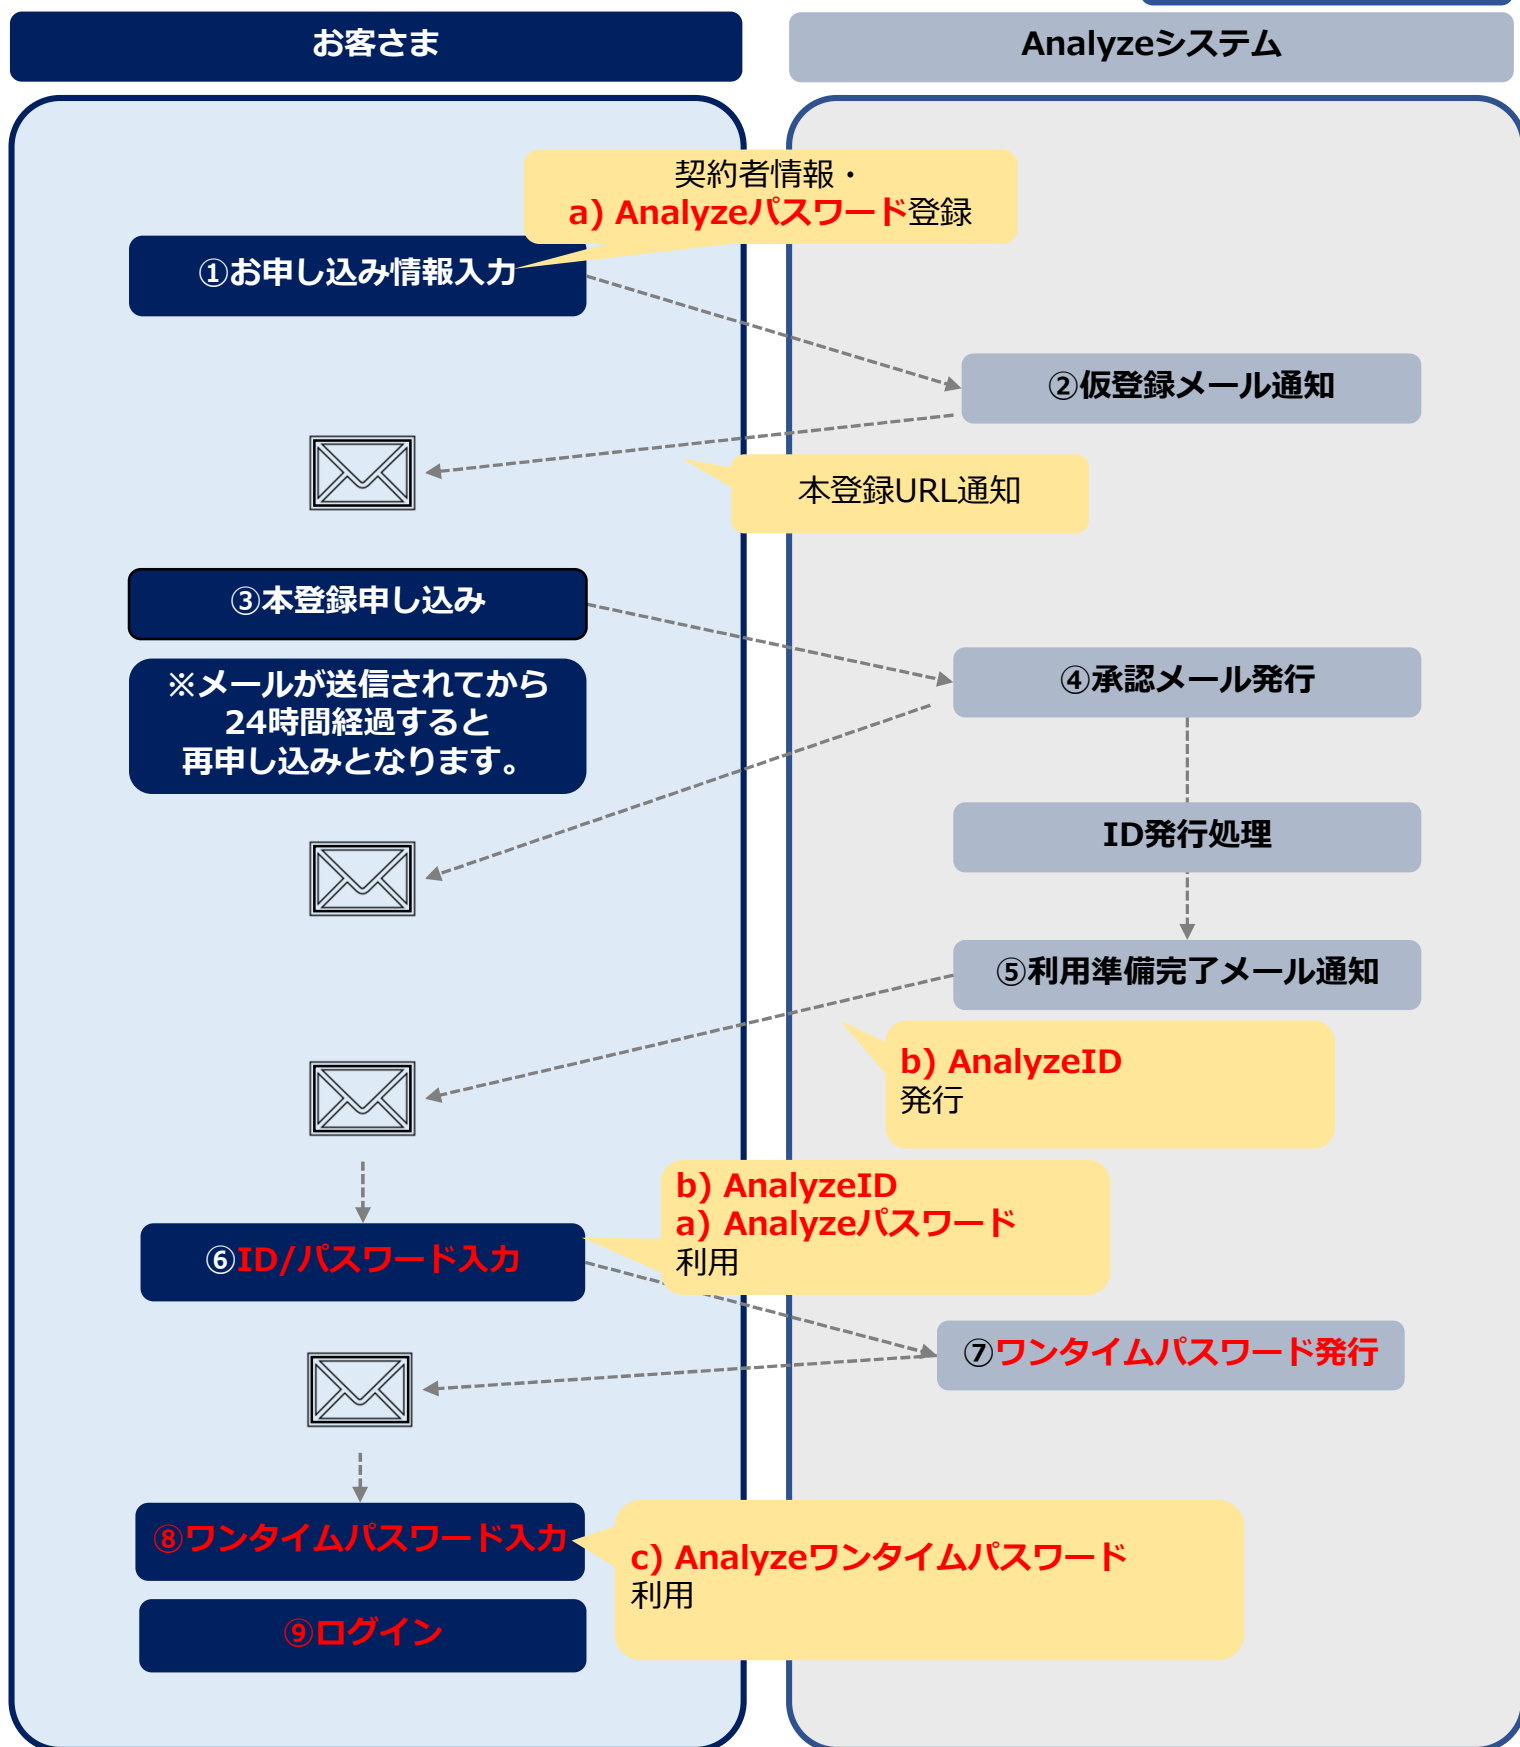 お客さま
Analyzeシステム
契約者情報・
a) Analyzeパスワード登録
①お申し込み情報入力
②仮登録メール通知
本登録URL通知
③本登録申し込み
※メールが送信されてから
24時間経過すると
再申し込みとなります。
④承認メール発行
ID発行処理
⑤利用準備完了メール通知
b) AnalyzeID
発行
b) AnalyzeID
a) Analyzeパスワード
利用
⑥ID/パスワード入力
⑦ワンタイムパスワード発行
⑧ワンタイムパスワード入力
c) Analyzeワンタイムパスワード
利用
⑨ログイン